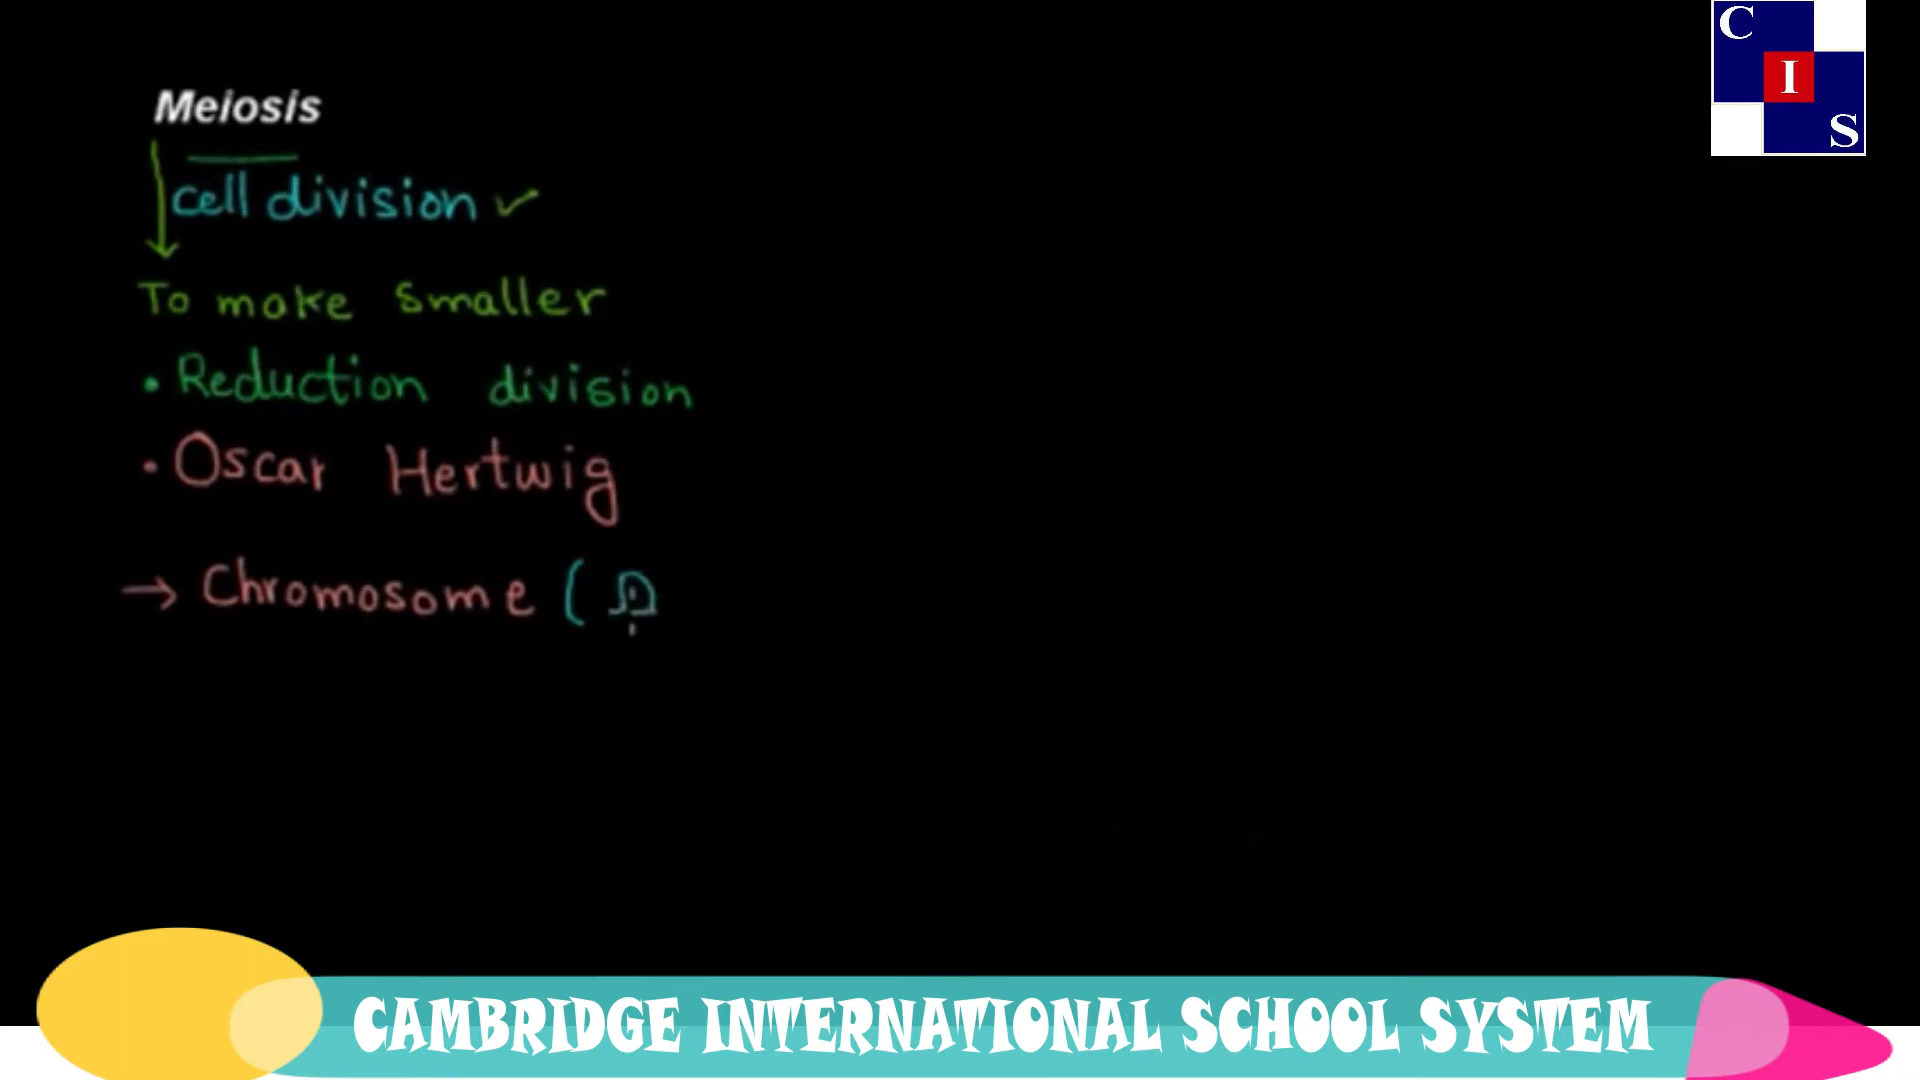 Meiosis
cell division ✓
To make smaller
• Reduction division
• Oscar Hertwig
→ Chromosome (
C
I
S
CAMBRIDGE INTERNATIONAL SCHOOL SYSTEM